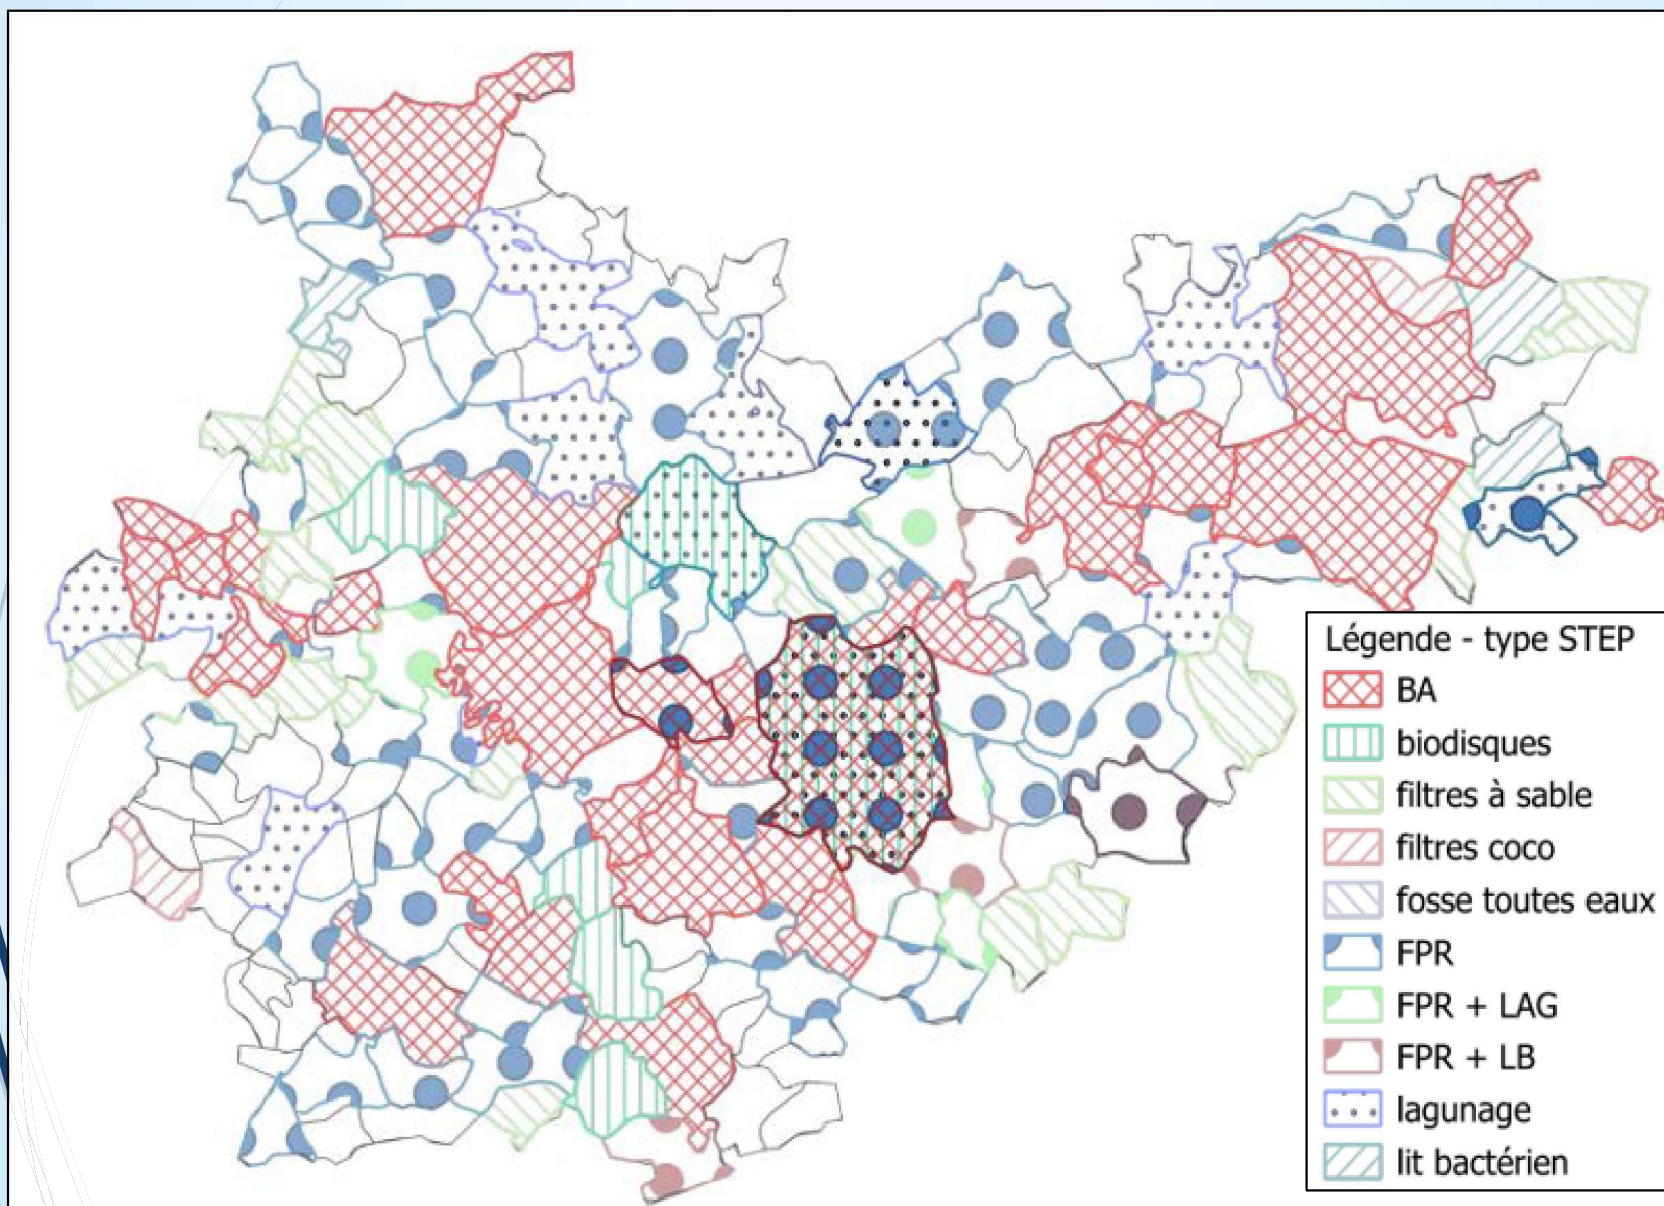 Légende - type STEP
BA
biodisques
filtres à sable
filtres coco
fosse toutes eaux
FPR
FPR + LAG
FPR + LB
lagunage
lit bactérien